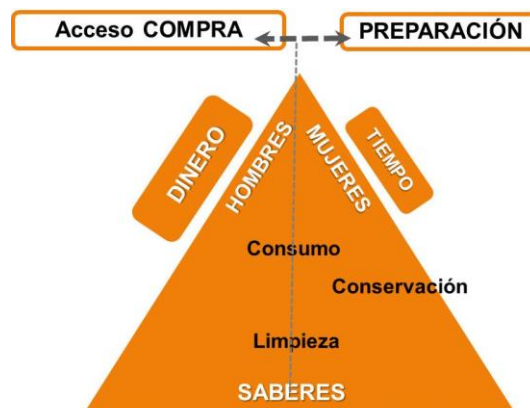 Acceso COMPRA
PREPARACIÓN
DINERO
HOMBRES
MUJERES
TIEMPO
Consumo
Conservación
Limpieza
SABERES